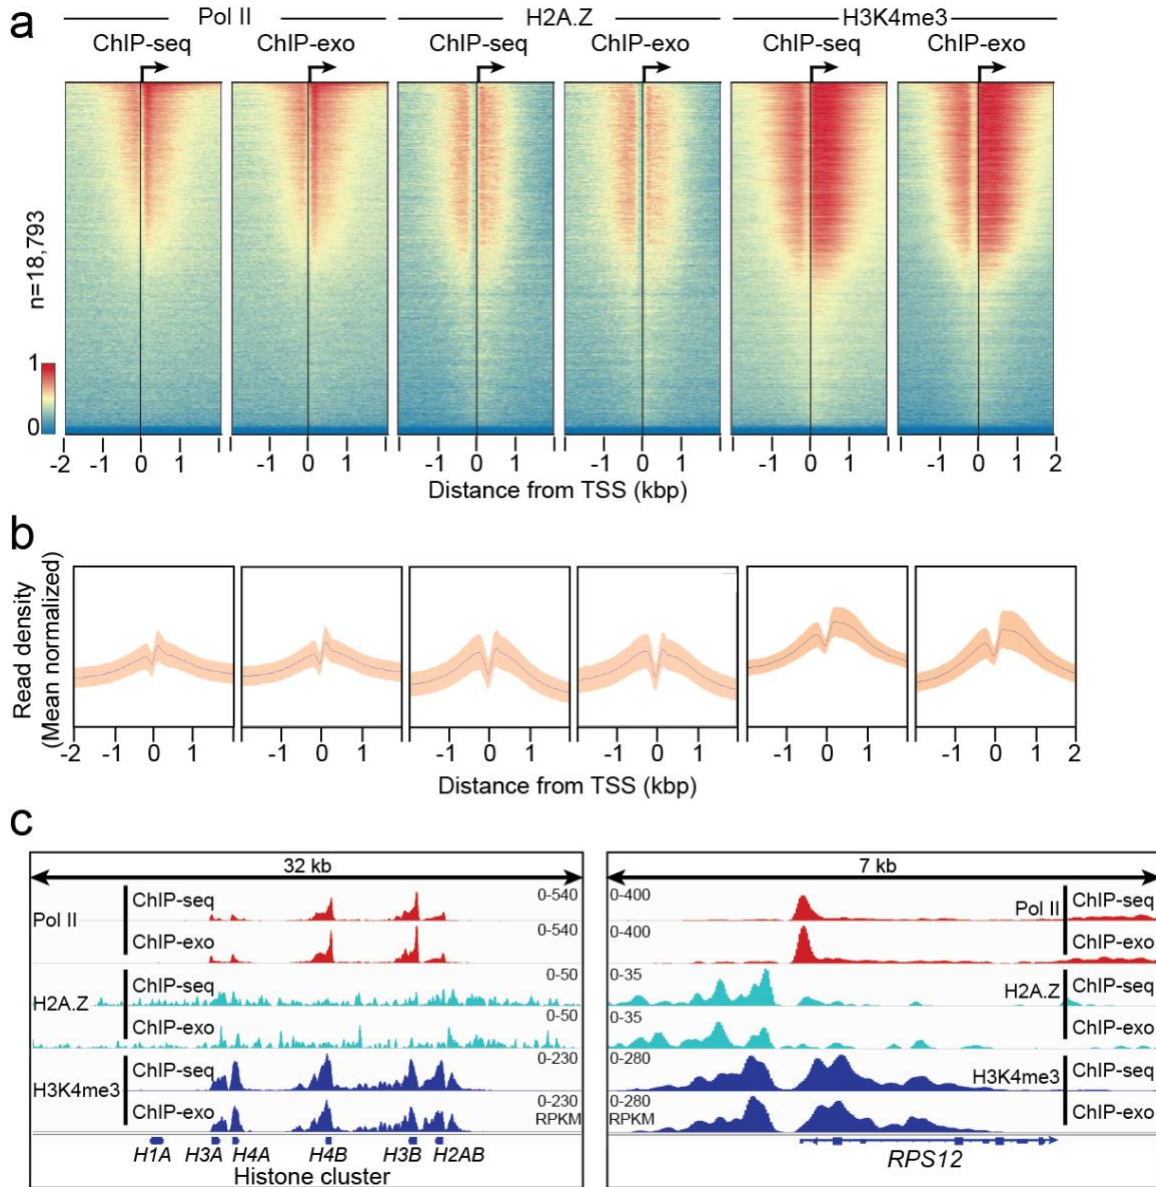 a
Pol II
H2A.Z
H3K4me3
ChIP-seq
ChIP-exo
ChIP-seq
ChIP-exo
ChIP-seq
ChIP-exo
n=18,793
1
0
-2 -1 0 1
-1 0 1
-1 0 1
-1 0 1
-1 0 1
-1 0 1 2
Distance from TSS (kbp)
b
Read density
(Mean normalized)
-2 -1 0 1
-1 0 1
-1 0 1
-1 0 1
-1 0 1
-1 0 1 2
Distance from TSS (kbp)
c
32 kb
Pol II
ChIP-seq
0-540
ChIP-exo
0-540
H2A.Z
ChIP-seq
0-50
ChIP-exo
0-50
H3K4me3
ChIP-seq
0-230
ChIP-exo
0-230
RPKM
H1A H3A H4A H4B H3B H2AB
Histone cluster
7 kb
0-400
Pol II
ChIP-seq
0-400
ChIP-exo
0-35
H2A.Z
ChIP-seq
0-35
ChIP-exo
0-280
H3K4me3
ChIP-seq
0-280
RPKM
ChIP-exo
RPS12